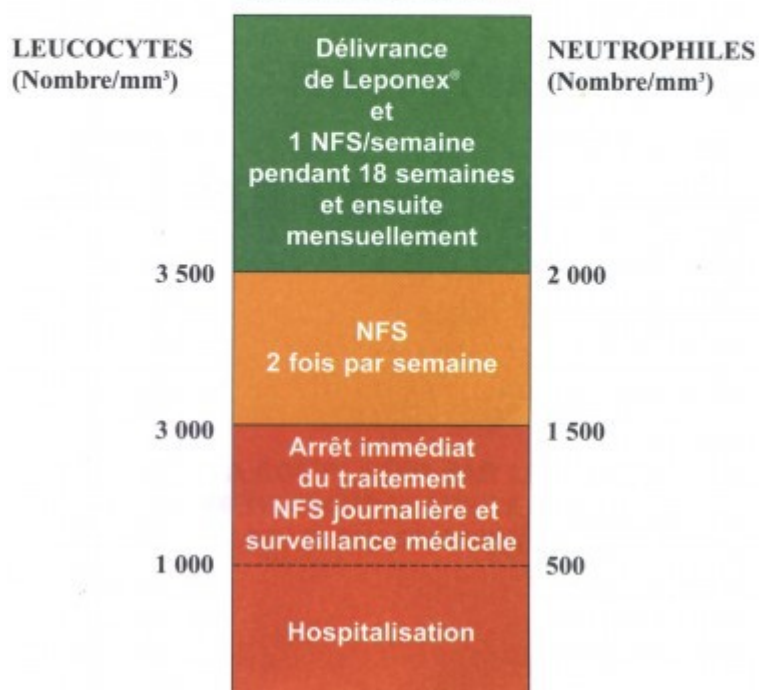 LEUCOCYTES
(Nombre/mm³)
Délivrance
de Leponex®
et
1 NFS/semaine
pendant 18 semaines
et ensuite
mensuellement
NEUTROPHILES
(Nombre/mm³)
3 500
2 000
NFS
2 fois par semaine
3 000
1 500
Arrêt immédiat
du traitement
NFS journalière et
surveillance médicale
1 000
500
Hospitalisation